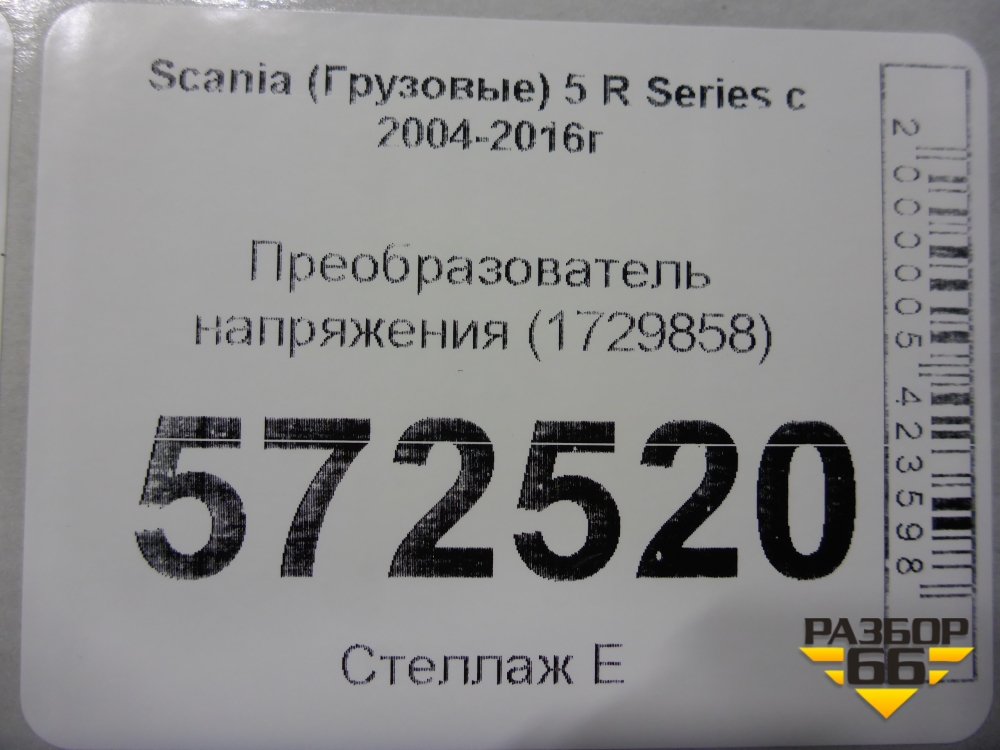 Scania (Грузовые) 5 R Series с
2004-2016г
Преобразователь
напряжения (1729858)
572520
Стеллаж Е
2000005423598
РАЗБОР
66